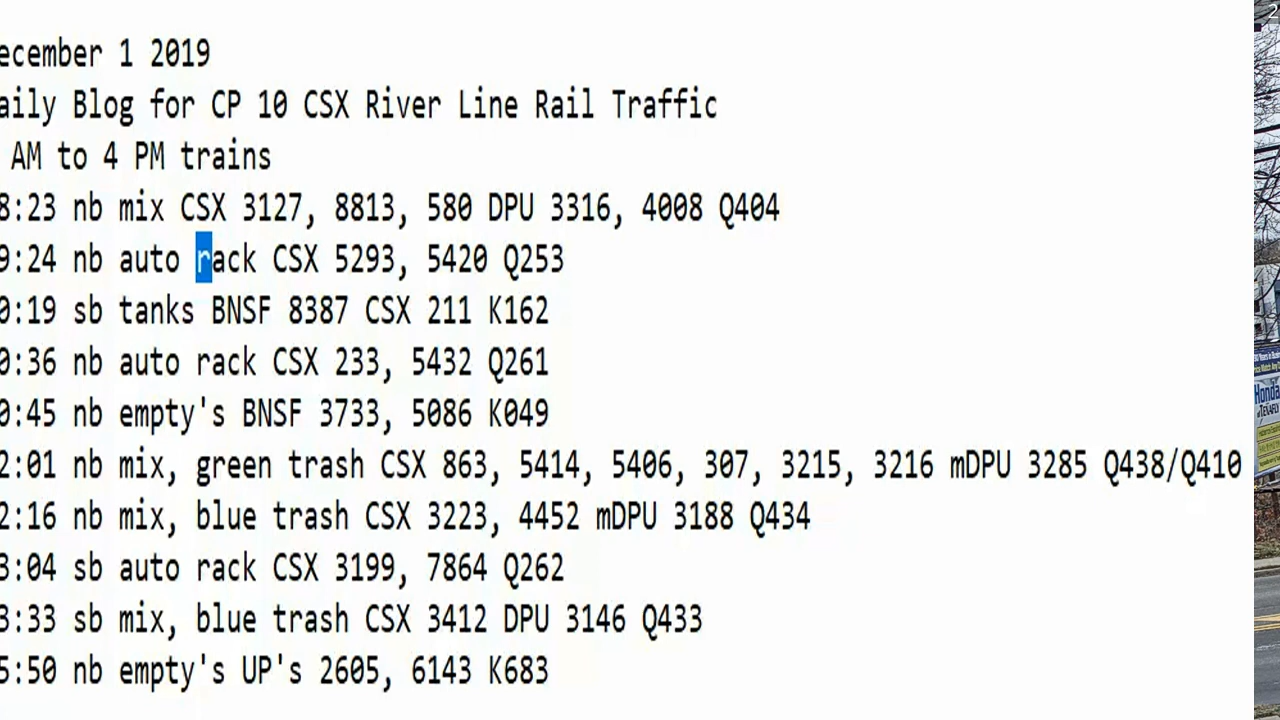 ecember 1 2019
aily Blog for CP 10 CSX River Line Rail Traffic
AM to 4 PM trains
8:23 nb mix CSX 3127, 8813, 580 DPU 3316, 4008 Q404
9:24 nb auto rack CSX 5293, 5420 Q253
0:19 sb tanks BNSF 8387 CSX 211 K162
0:36 nb auto rack CSX 233, 5432 Q261
0:45 nb empty's BNSF 3733, 5086 K049
2:01 nb mix, green trash CSX 863, 5414, 5406, 307, 3215, 3216 mDPU 3285 Q438/Q410
2:16 nb mix, blue trash CSX 3223, 4452 mDPU 3188 Q434
3:04 sb auto rack CSX 3199, 7864 Q262
3:33 sb mix, blue trash CSX 3412 DPU 3146 Q433
5:50 nb empty's UP's 2605, 6143 K683
2
Honda
of TENAFLY